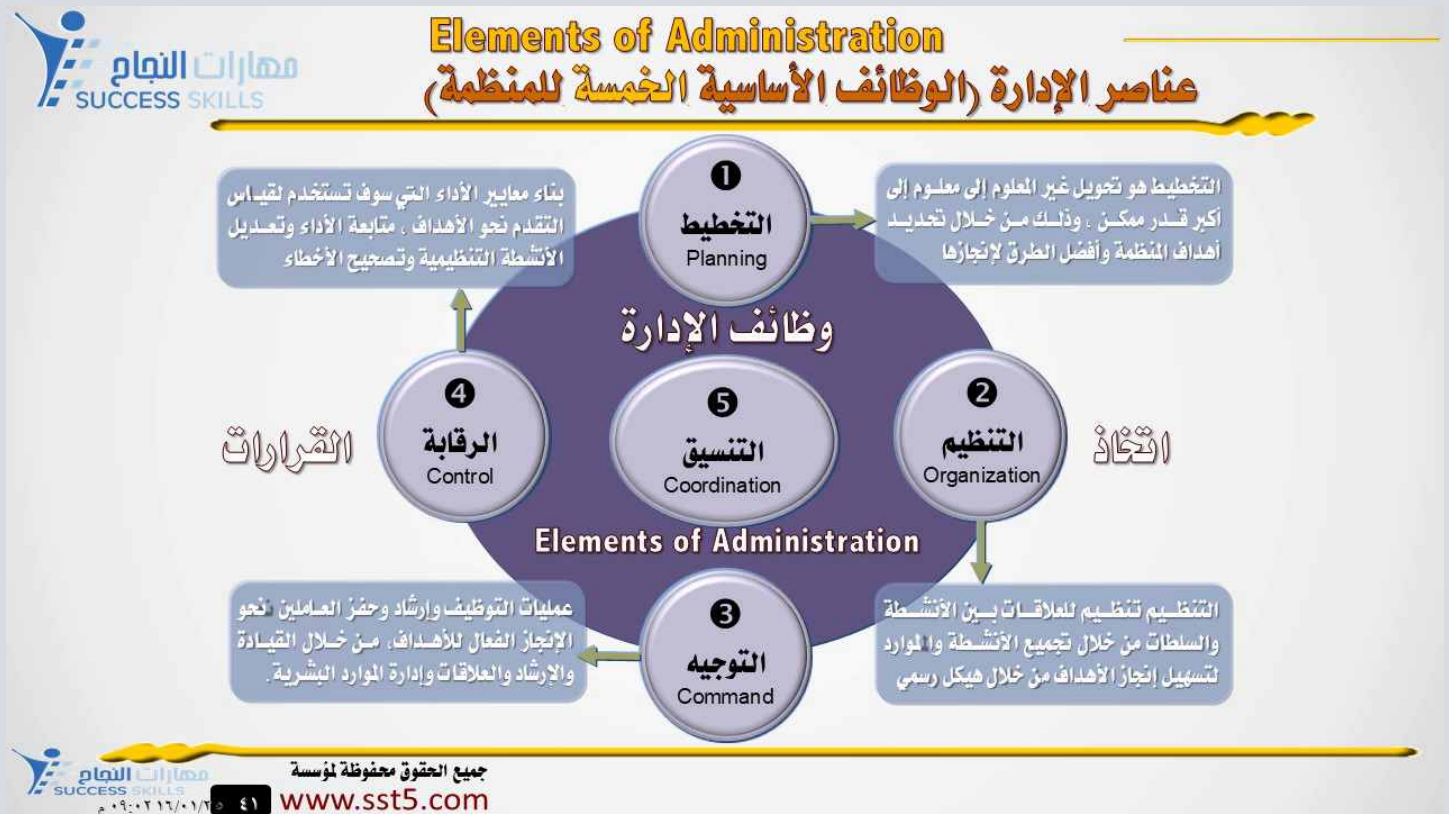 مهارات النجاح
SUCCESS SKILLS
Elements of Administration
عناصر الإدارة (الوظائف الأساسية الخمسة للمنظمة)
❶
التخطيط
Planning
التخطيط هو تحويل غير المعلوم إلى معلوم إلى
أكبر قدر ممكن ، وذلك من خلال تحديد
أهداف المنظمة وأفضل الطرق لإنجازها
بناء معايير الأداء التي سوف تستخدم لقياس
التقدم نحو الأهداف ، متابعة الأداء وتعديل
الأنشطة التنظيمية وتصحيح الأخطاء
وظائف الإدارة
اتخاذ
❷
التنظيم
Organization
❺
التنسيق
Coordination
❹
الرقابة
Control
القرارات
Elements of Administration
التنظيم تنظيم للعلاقات بين الأنشطة
والسلطات من خلال تجميع الأنشطة والموارد
لتسهيل إنجاز الأهداف من خلال هيكل رسمي
❸
التوجيه
Command
عمليات التوظيف وإرشاد وحفز العاملين نحو
الإنجاز الفعال للأهداف، من خلال القيادة
والإرشاد والعلاقات وإدارة الموارد البشرية.
جميع الحقوق محفوظة لمؤسسة
www.sst5.com
مهارات النجاح
SUCCESS SKILLS
٤١